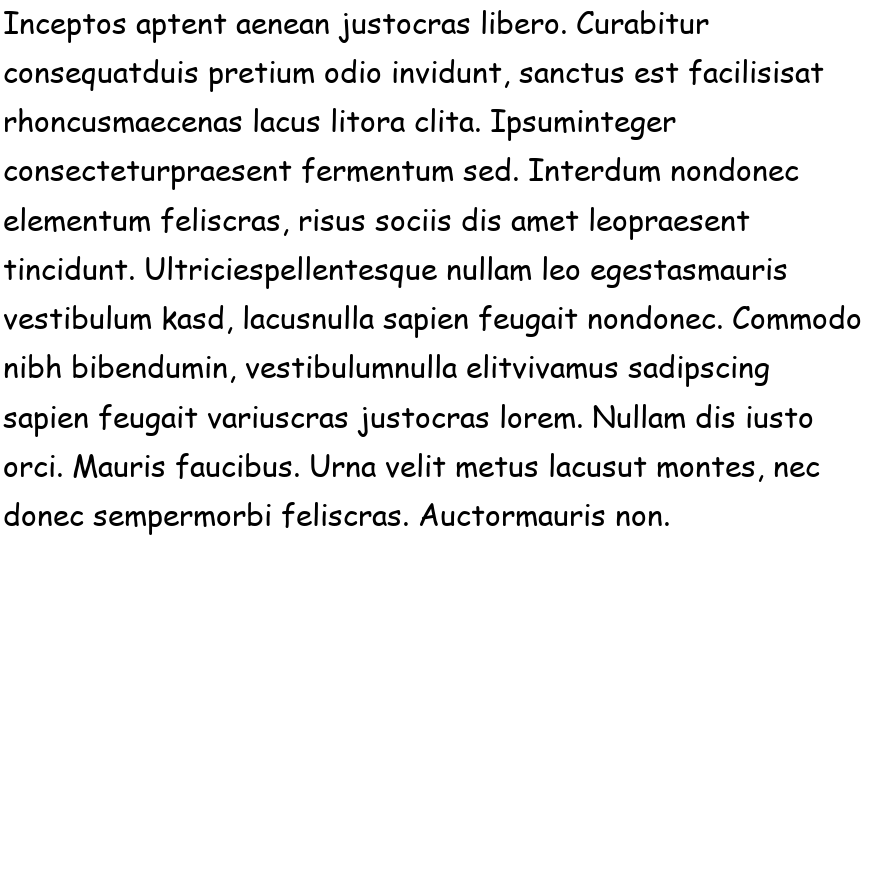 Inceptos aptent aenean justocras libero. Curabitur
consequatduis pretium odio invidunt, sanctus est facilisisat
rhoncusmaecenas lacus litora clita. Ipsuminteger
consecteturpraesent fermentum sed. Interdum nondonec
elementum feliscras, risus sociis dis amet leopraesent
tincidunt. Ultriciespellentesque nullam leo egestasmauris
vestibulum kasd, lacusnulla sapien feugait nondonec. Commodo
nibh bibendumin, vestibulumnulla elitvivamus sadipscing
sapien feugait variuscras justocras lorem. Nullam dis iusto
orci. Mauris faucibus. Urna velit metus lacusut montes, nec
donec sempermorbi feliscras. Auctormauris non.